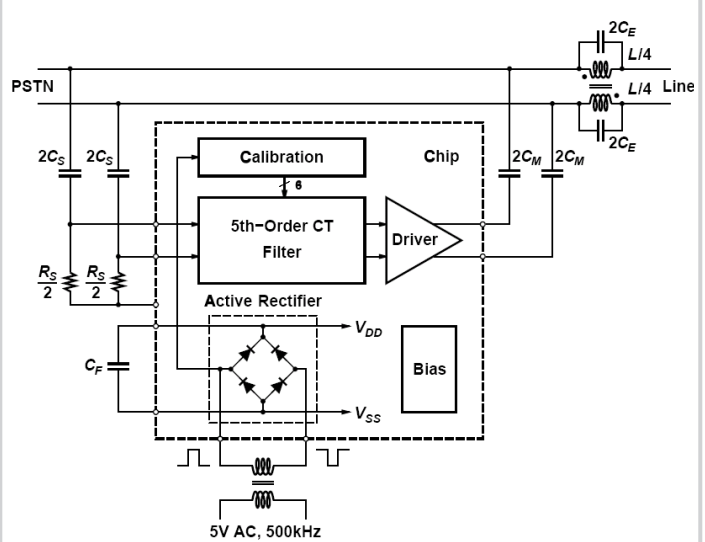 2C_E
L/4
PSTN
L/4 Line
2C_E
2C_S 2C_S
Calibration
Chip
2C_M 2C_M
6
5th−Order CT
Filter
Driver
R_S
2
R_S
2
Active Rectifier
V_DD
C_F
Bias
V_SS
5V AC, 500kHz